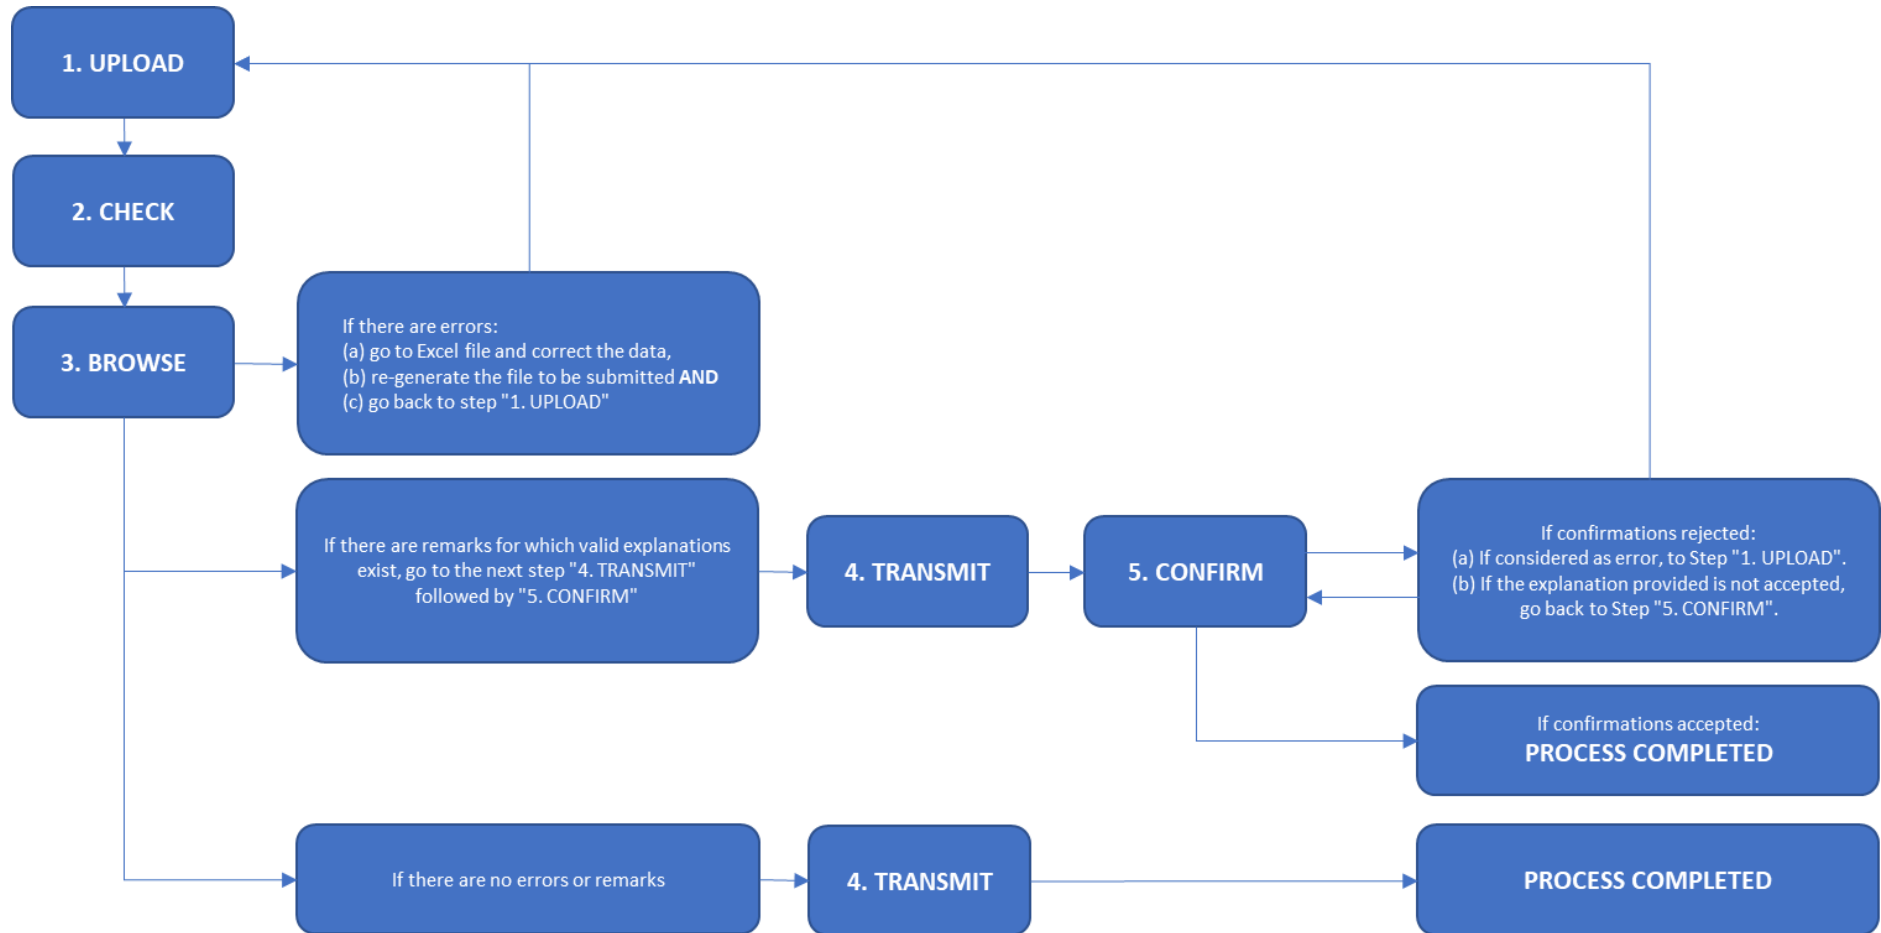 1. UPLOAD
2. CHECK
3. BROWSE
If there are errors:
(a) go to Excel file and correct the data,
(b) re-generate the file to be submitted AND
(c) go back to step "1. UPLOAD"
If there are remarks for which valid explanations
exist, go to the next step "4. TRANSMIT"
followed by "5. CONFIRM"
4. TRANSMIT
5. CONFIRM
If confirmations rejected:
(a) If considered as error, to Step "1. UPLOAD".
(b) If the explanation provided is not accepted,
go back to Step "5. CONFIRM".
If confirmations accepted:
PROCESS COMPLETED
If there are no errors or remarks
4. TRANSMIT
PROCESS COMPLETED